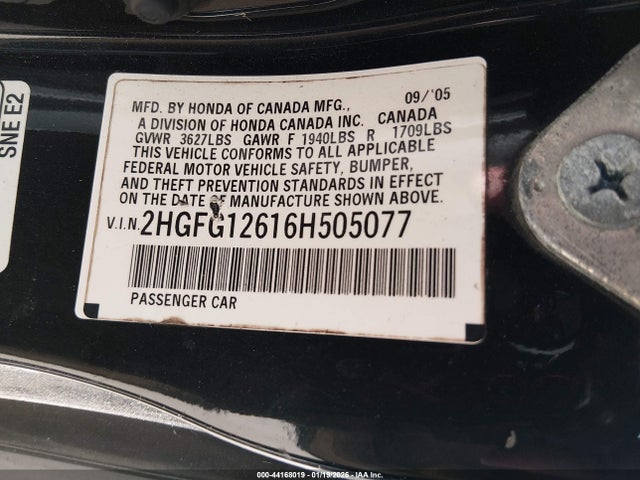 SNE E2
MFD. BY HONDA OF CANADA MFG., 09/'05
A DIVISION OF HONDA CANADA INC. CANADA
GVWR 3627LBS GAWR F 1940LBS R 1709LBS
THIS VEHICLE CONFORMS TO ALL APPLICABLE
FEDERAL MOTOR VEHICLE SAFETY, BUMPER,
AND THEFT PREVENTION STANDARDS IN EFFECT
ON THE DATE OF MANUFACTURE SHOWN ABOVE.
V.I.N. 2HGFG12616H505077
PASSENGER CAR
000-44168019 - 01/19/2026 - IAA Inc.